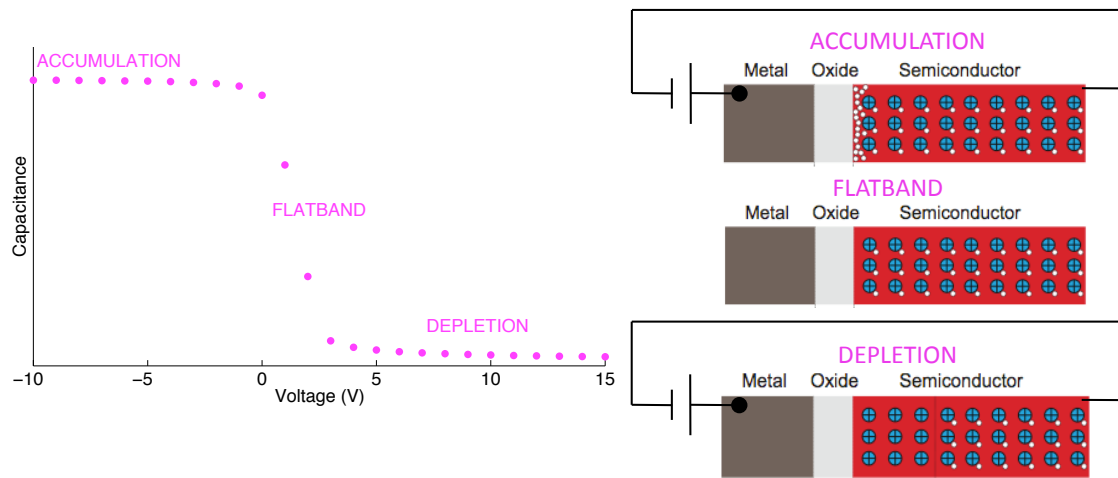 ACCUMULATION
FLATBAND
DEPLETION
Capacitance
−10 −5 0 5 10 15
Voltage (V)
ACCUMULATION
Metal Oxide Semiconductor
FLATBAND
Metal Oxide Semiconductor
DEPLETION
Metal Oxide Semiconductor